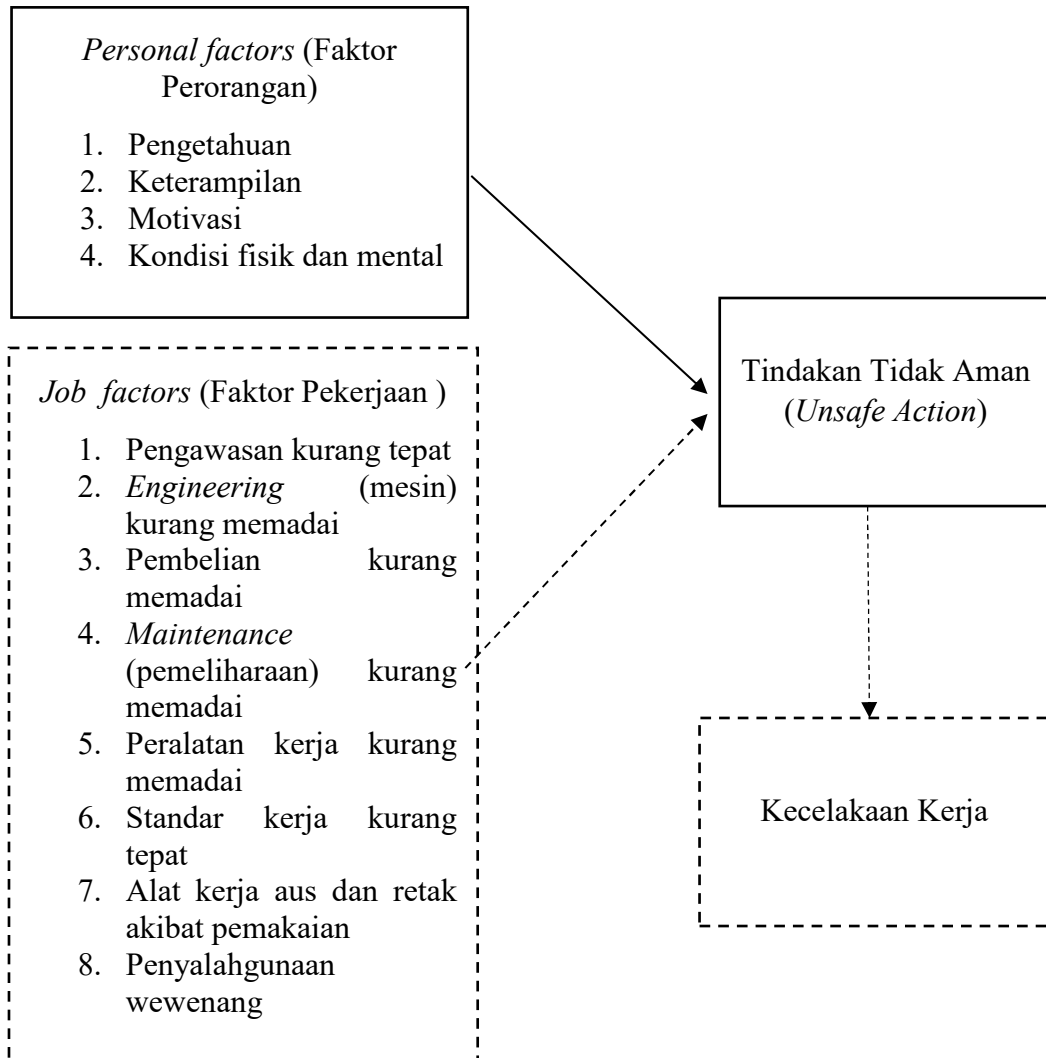 Personal factors (Faktor
Perorangan)
1. Pengetahuan
2. Keterampilan
3. Motivasi
4. Kondisi fisik dan mental
Job factors (Faktor Pekerjaan )
1. Pengawasan kurang tepat
2. Engineering (mesin)
kurang memadai
3. Pembelian kurang
memadai
4. Maintenance
(pemeliharaan) kurang
memadai
5. Peralatan kerja kurang
memadai
6. Standar kerja kurang
tepat
7. Alat kerja aus dan retak
akibat pemakaian
8. Penyalahgunaan
wewenang
Tindakan Tidak Aman
(Unsafe Action)
Kecelakaan Kerja